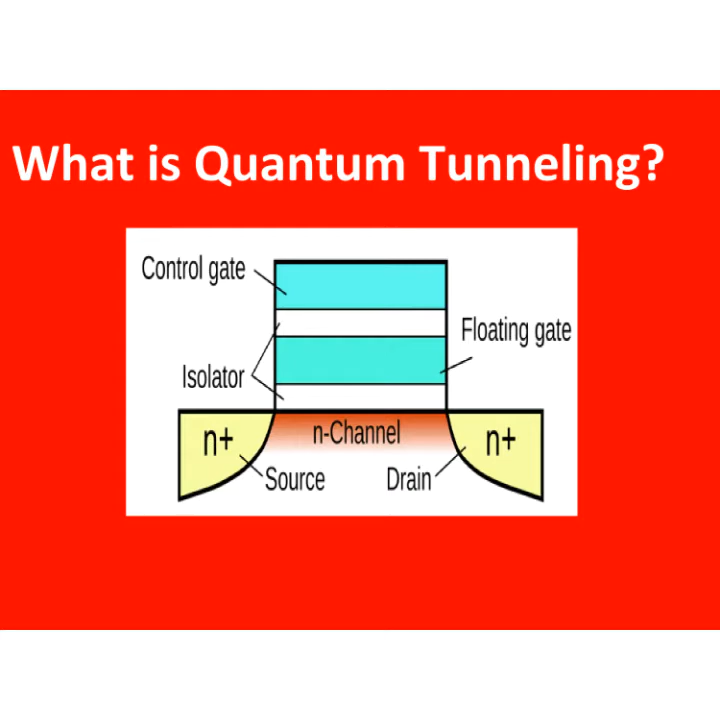 What is Quantum Tunneling?
Control gate
Floating gate
Isolator
n+
n-Channel
n+
Source
Drain